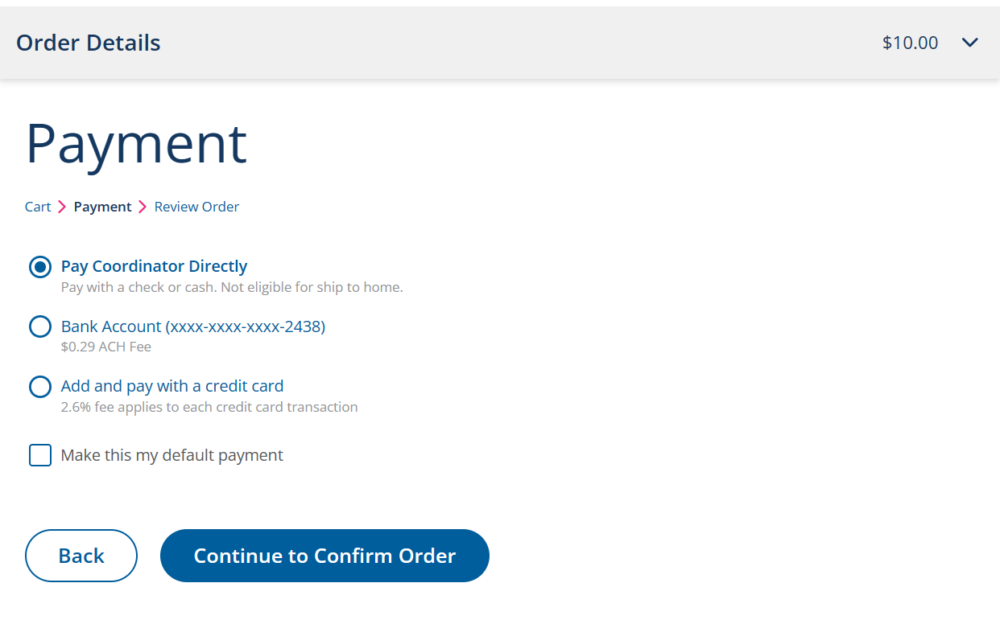 Order Details $10.00
Payment
Cart Payment Review Order
Pay Coordinator Directly
Pay with a check or cash. Not eligible for ship to home.
Bank Account (xxxx-xxxx-xxxx-2438)
$0.29 ACH Fee
Add and pay with a credit card
2.6% fee applies to each credit card transaction
Make this my default payment
Back Continue to Confirm Order